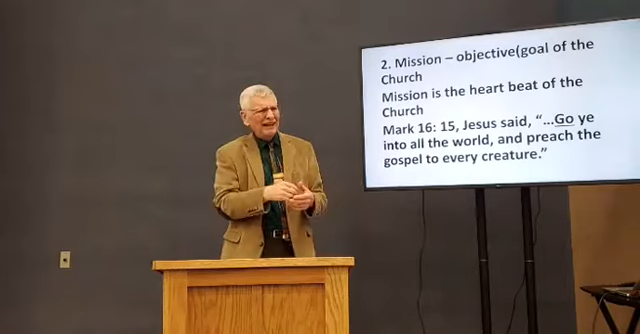 2. Mission – objective(goal of the
Church
Mission is the heart beat of the
Church
Mark 16: 15, Jesus said, “...Go ye
into all the world, and preach the
gospel to every creature.”